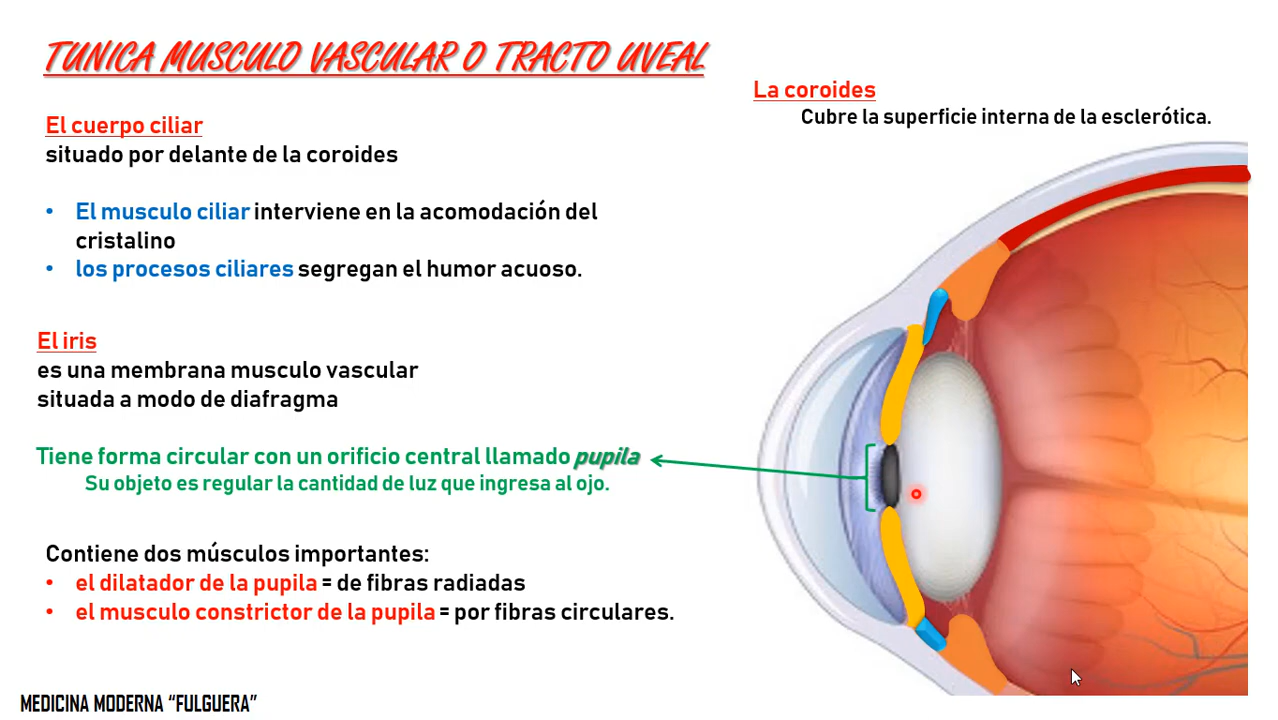 TUNICA MUSCULO VASCULAR O TRACTO UVEAL
El cuerpo ciliar
situado por delante de la coroides
• El musculo ciliar interviene en la acomodación del
cristalino
• los procesos ciliares segregan el humor acuoso.
El iris
es una membrana musculo vascular
situada a modo de diafragma
Tiene forma circular con un orificio central llamado pupila
Su objeto es regular la cantidad de luz que ingresa al ojo.
Contiene dos músculos importantes:
• el dilatador de la pupila = de fibras radiadas
• el musculo constrictor de la pupila = por fibras circulares.
La coroides
Cubre la superficie interna de la esclerótica.
MEDICINA MODERNA “FULGUERA”